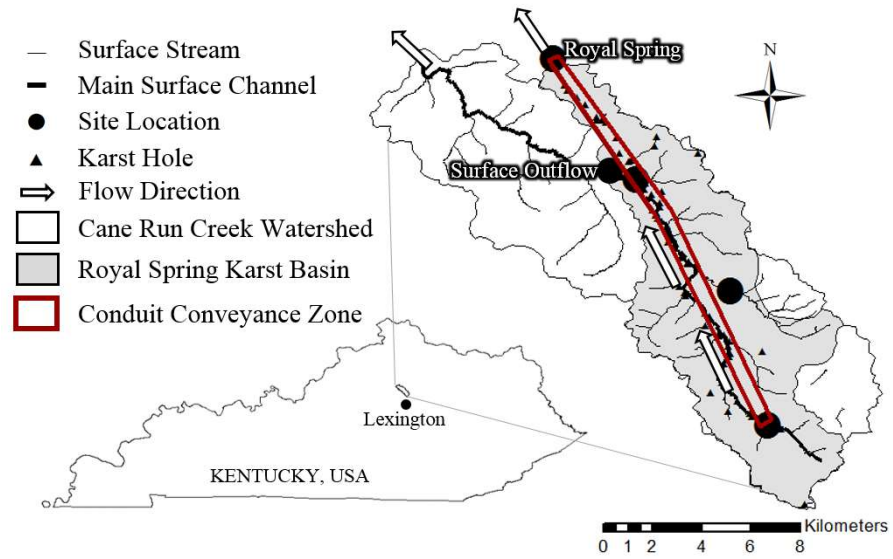 Surface Stream
Main Surface Channel
Site Location
Karst Hole
Flow Direction
Cane Run Creek Watershed
Royal Spring Karst Basin
Conduit Conveyance Zone
Royal Spring
N
Surface Outflow
Lexington
KENTUCKY, USA
Kilometers
0 1 2 4 6 8